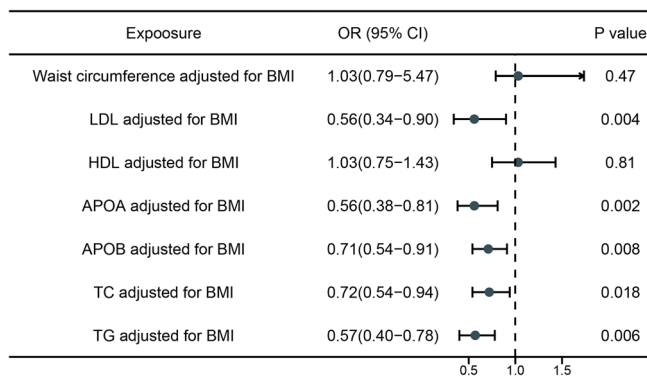 Expoosure OR (95% CI) P value
Waist circumference adjusted for BMI 1.03(0.79−5.47) 0.47
LDL adjusted for BMI 0.56(0.34−0.90) 0.004
HDL adjusted for BMI 1.03(0.75−1.43) 0.81
APOA adjusted for BMI 0.56(0.38−0.81) 0.002
APOB adjusted for BMI 0.71(0.54−0.91) 0.008
TC adjusted for BMI 0.72(0.54−0.94) 0.018
TG adjusted for BMI 0.57(0.40−0.78) 0.006
0.5 1.0 1.5